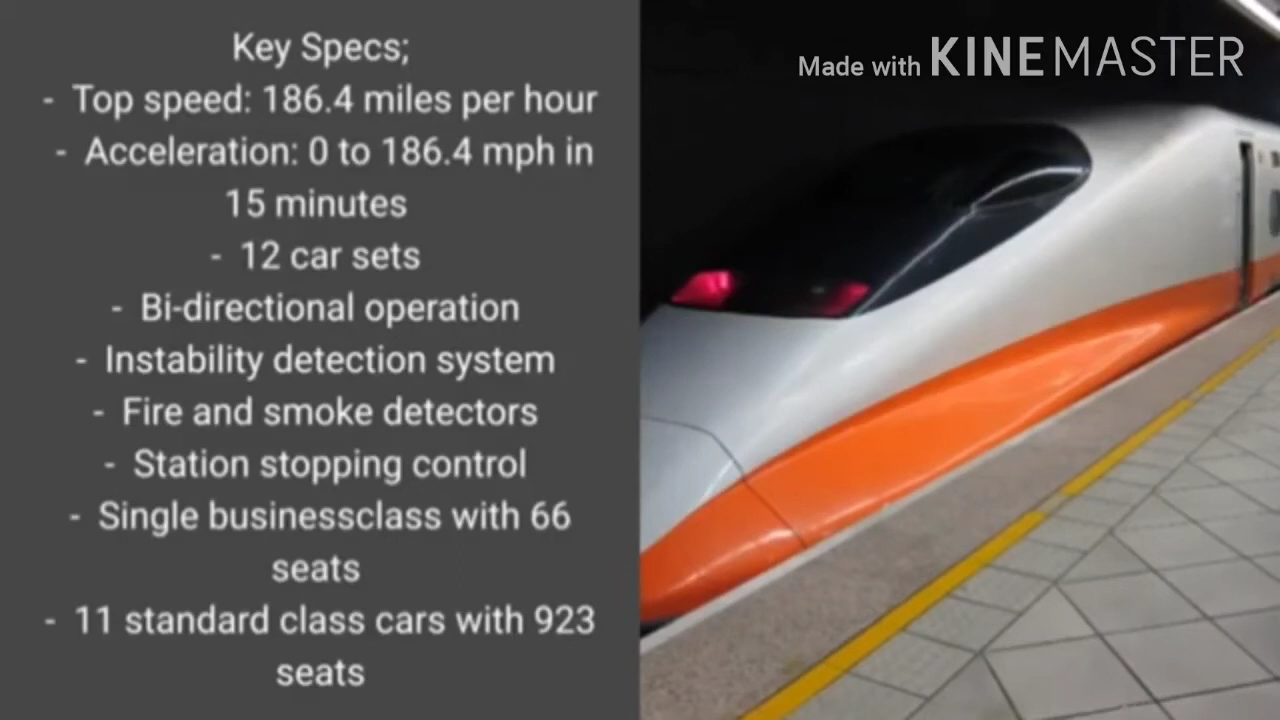 Key Specs;
- Top speed: 186.4 miles per hour
- Acceleration: 0 to 186.4 mph in
15 minutes
- 12 car sets
- Bi-directional operation
- Instability detection system
- Fire and smoke detectors
- Station stopping control
- Single businessclass with 66
seats
- 11 standard class cars with 923
seats
Made with KINEMASTER